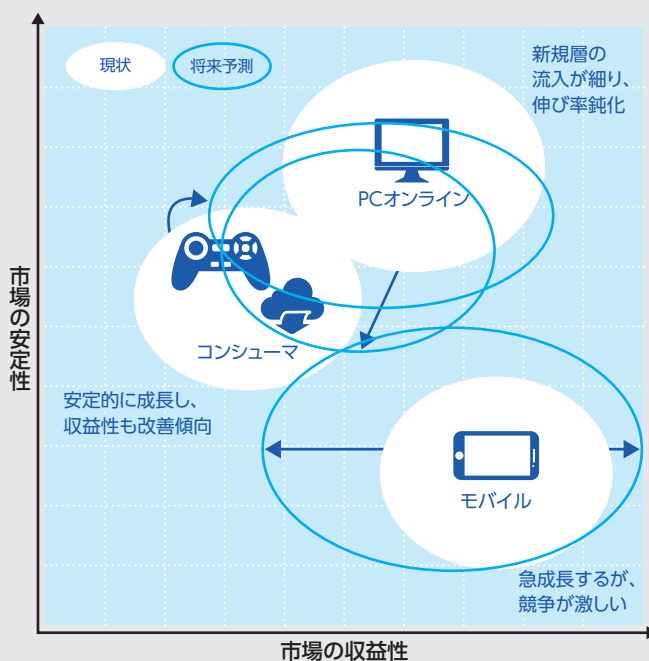 現状
将来予測
新規層の
流入が細り、
伸び率鈍化
PCオンライン
コンシューマ
安定的に成長し、
収益性も改善傾向
モバイル
急成長するが、
競争が激しい
市場の安定性
市場の収益性